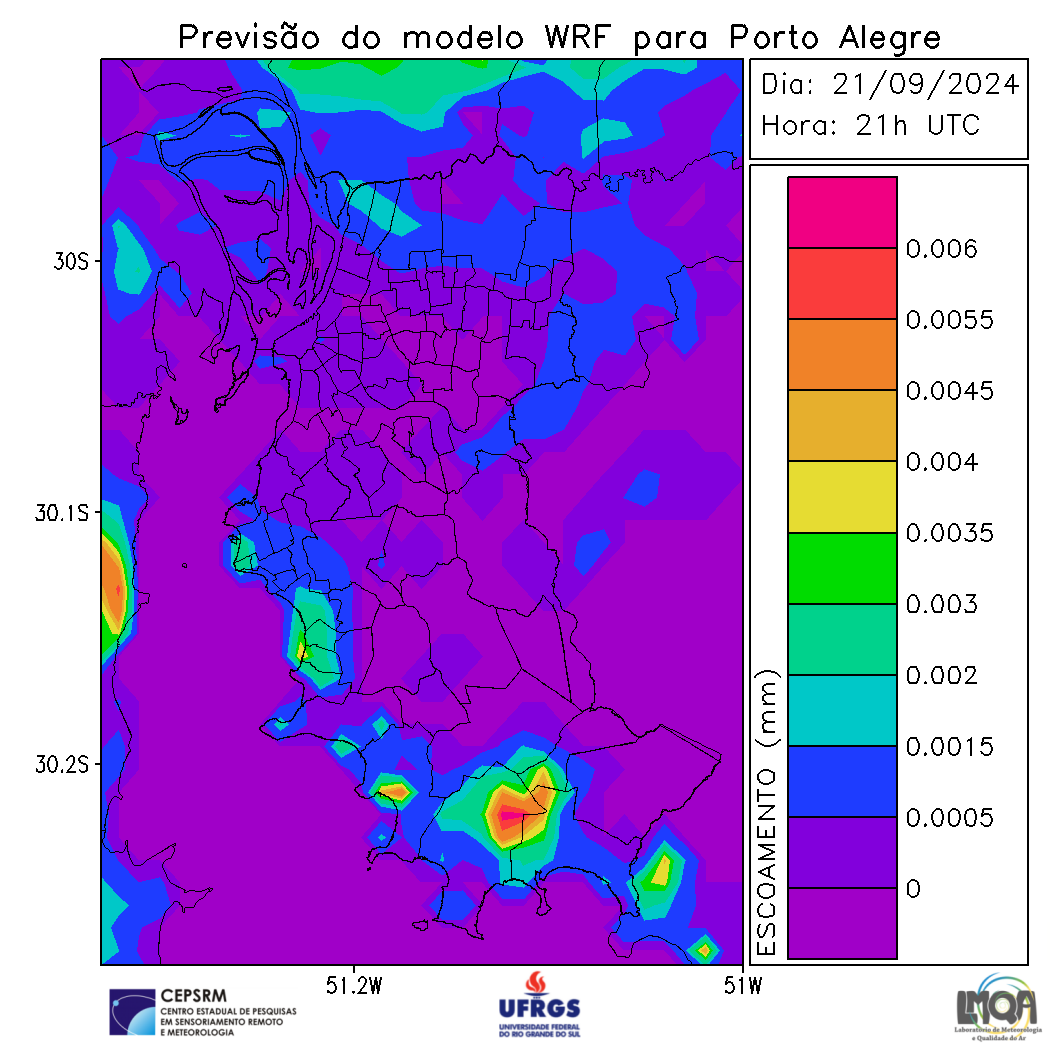 Previsão do modelo WRF para Porto Alegre
Dia: 21/09/2024
Hora: 21h UTC
30S
30.1S
30.2S
51.2W
51W
ESCOAMENTO (mm)
0.006
0.0055
0.0045
0.004
0.0035
0.003
0.002
0.0015
0.0005
0
CEPSRM
CENTRO ESTADUAL DE PESQUISAS
EM SENSORIAMENTO REMOTO
E METEOROLOGIA
UFRGS
UNIVERSIDADE FEDERAL
DO RIO GRANDE DO SUL
LMQA
Laboratório de Meteorologia
e Qualidade do Ar